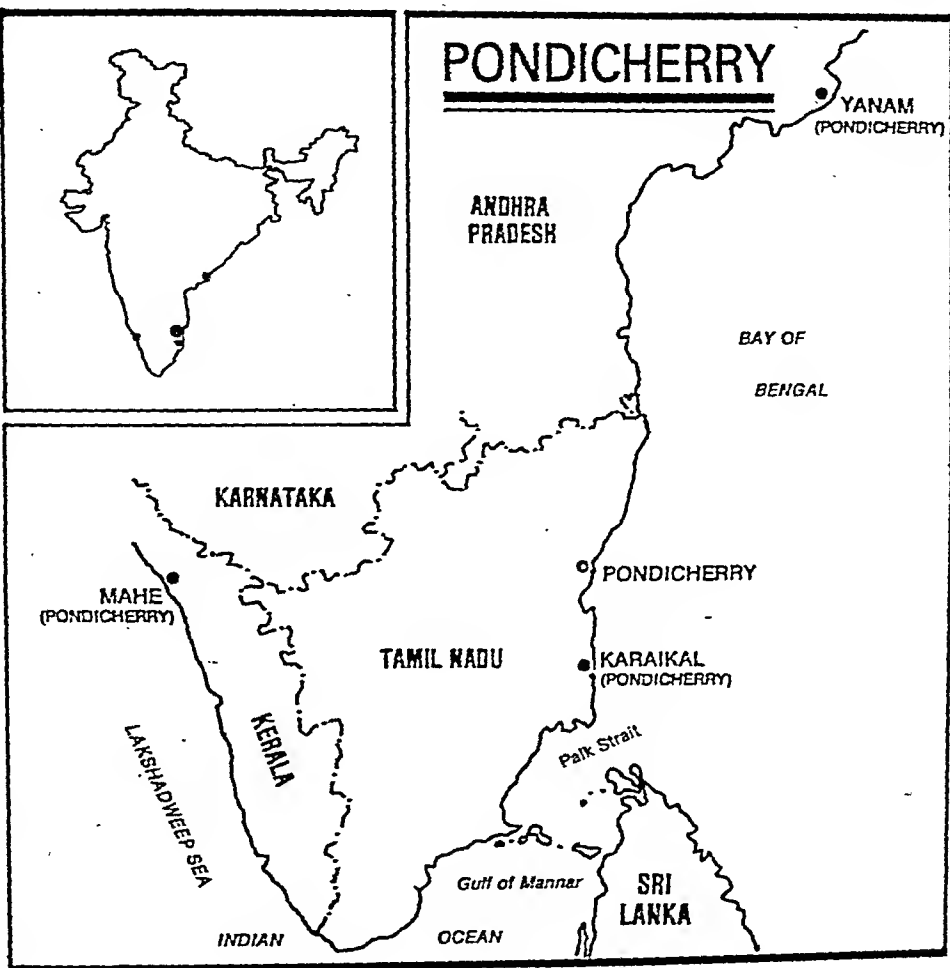 PONDICHERRY
YANAM
(PONDICHERRY)
ANDHRA
PRADESH
BAY OF
BENGAL
KARNATAKA
PONDICHERRY
MAHE
(PONDICHERRY)
TAMIL NADU
KARAIKAL
(PONDICHERRY)
KERALA
LAKSHADWEEP SEA
Palk Strait
Gulf of Mannar
SRI
LANKA
INDIAN
OCEAN